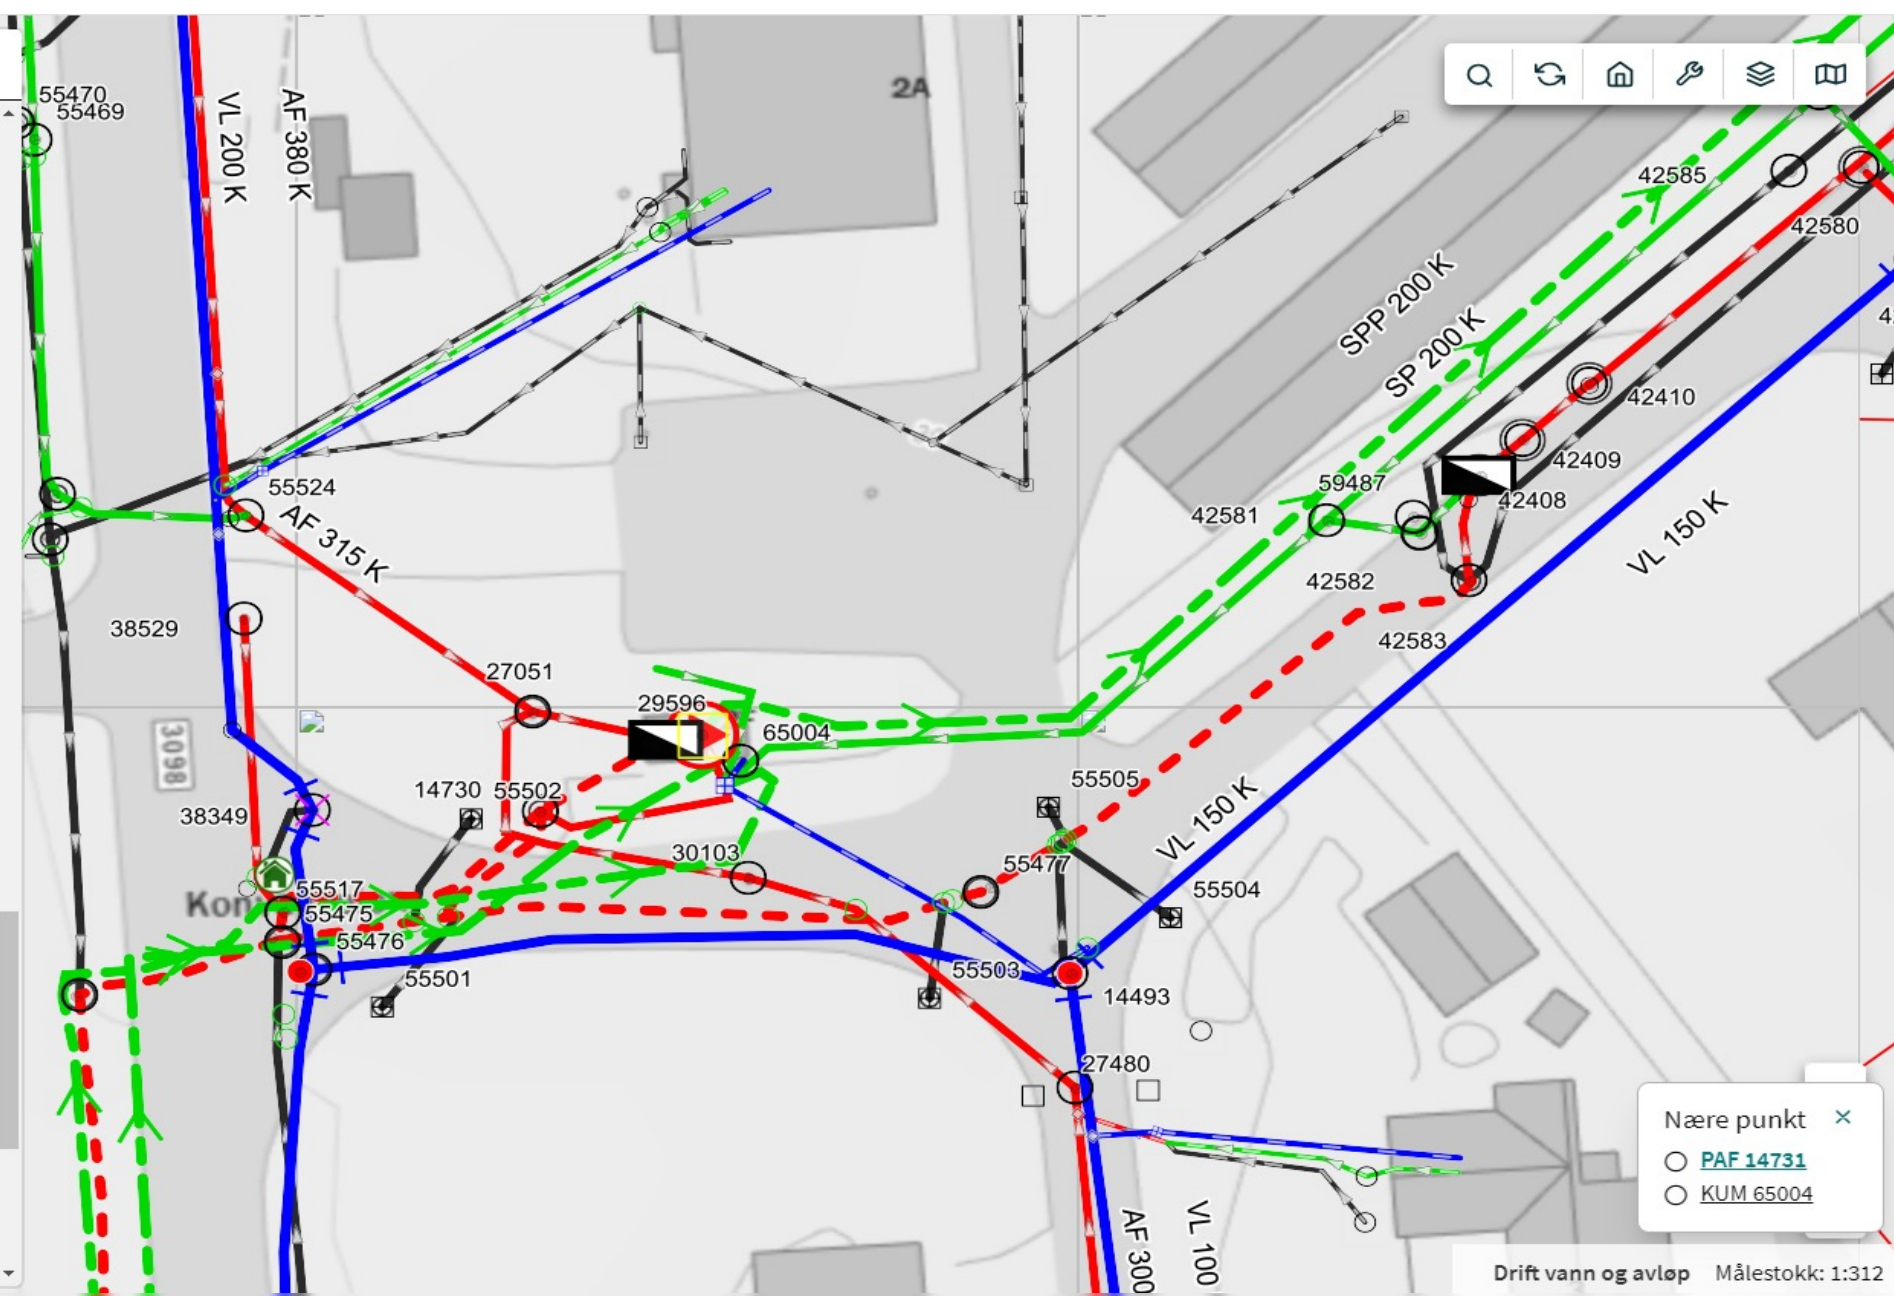 2A
55470
55469
VL 200 K
AF 380 K
42585
42580
SPP 200 K
SP 200 K
42410
42409
59487
42408
55524
42581
AF 315 K
VL 150 K
42582
38529
42583
27051
29596
65004
3098
55505
14730
55502
38349
VL 150 K
30103
55477
55517
55504
Kon
55475
55476
55503
55501
14493
27480
Nære punkt
PAF 14731
KUM 65004
AF 300
VL 100
Drift vann og avløp
Målestokk: 1:312